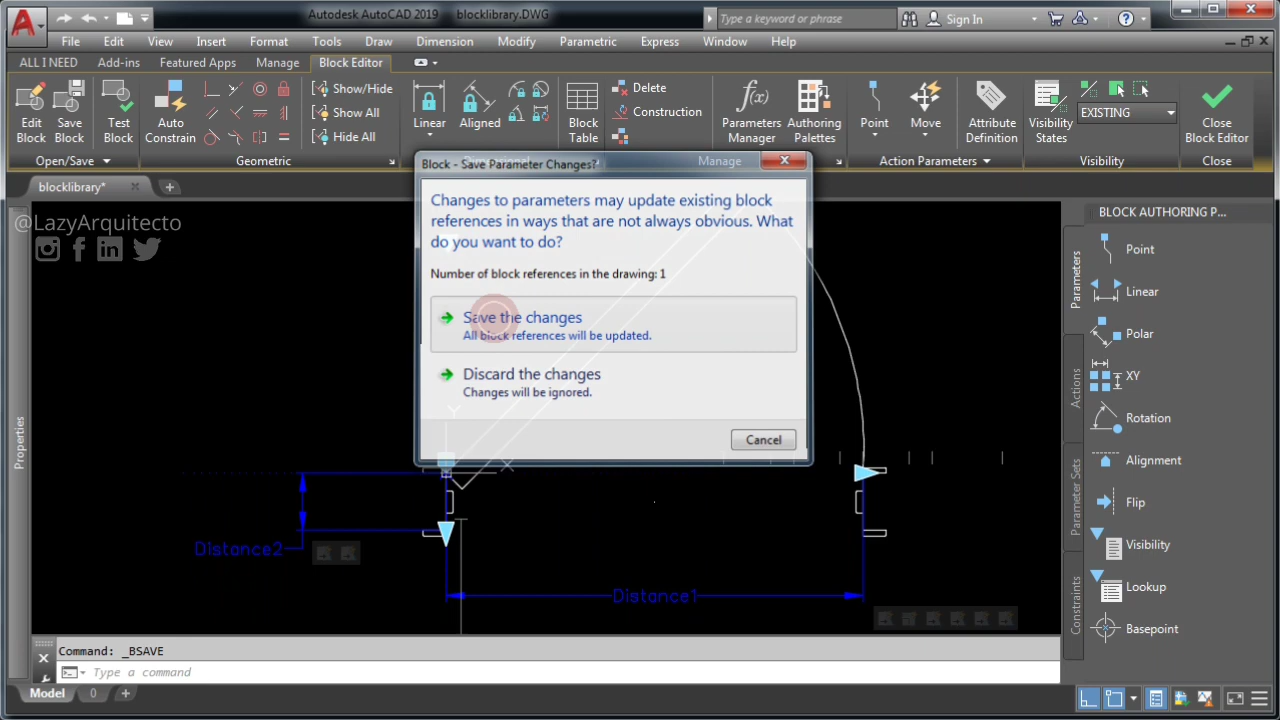 Autodesk AutoCAD 2019 blocklibrary.DWG
Type a keyword or phrase
Sign In
File Edit View Insert Format Tools Draw Dimension Modify Parametric Express Window Help
ALL I NEED Add-ins Featured Apps Manage Block Editor
Edit Block
Save Block
Test Block
Auto Constrain
Show/Hide
Show All
Hide All
Linear
Aligned
Block Table
Delete
Construction
Parameters Manager
Authoring Palettes
Point
Move
Attribute Definition
Visibility States
EXISTING
Close Block Editor
Open/Save
Geometric
Dimensional
Manage
Action Parameters
Visibility
Close
blocklibrary*
@LazyArquitecto
Block - Save Parameter Changes?
Changes to parameters may update existing block
references in ways that are not always obvious. What
do you want to do?
Number of block references in the drawing: 1
Save the changes
All block references will be updated.
Discard the changes
Changes will be ignored.
Cancel
Y
X
Distance2
Distance1
Properties
BLOCK AUTHORING P...
Parameters
Actions
Parameter Sets
Constraints
Point
Linear
Polar
XY
Rotation
Alignment
Flip
Visibility
Lookup
Basepoint
Command: _BSAVE
Type a command
Model 0